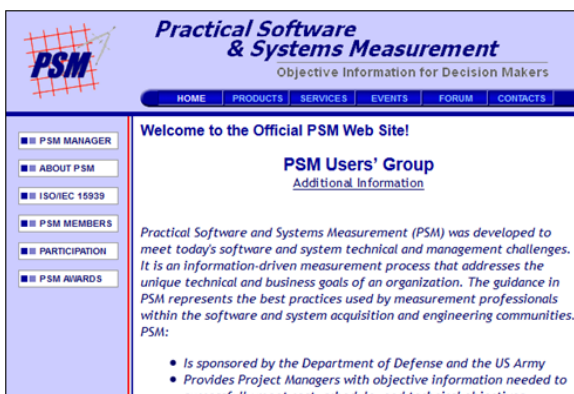 PSM
Practical Software
& Systems Measurement
Objective Information for Decision Makers
HOME PRODUCTS SERVICES EVENTS FORUM CONTACTS
PSM MANAGER
ABOUT PSM
ISO/IEC 15939
PSM MEMBERS
PARTICIPATION
PSM AWARDS
Welcome to the Official PSM Web Site!
PSM Users' Group
Additional Information
Practical Software and Systems Measurement (PSM) was developed to
meet today's software and system technical and management challenges.
It is an information-driven measurement process that addresses the
unique technical and business goals of an organization. The guidance in
PSM represents the best practices used by measurement professionals
within the software and system acquisition and engineering communities.
PSM:
• Is sponsored by the Department of Defense and the US Army
• Provides Project Managers with objective information needed to